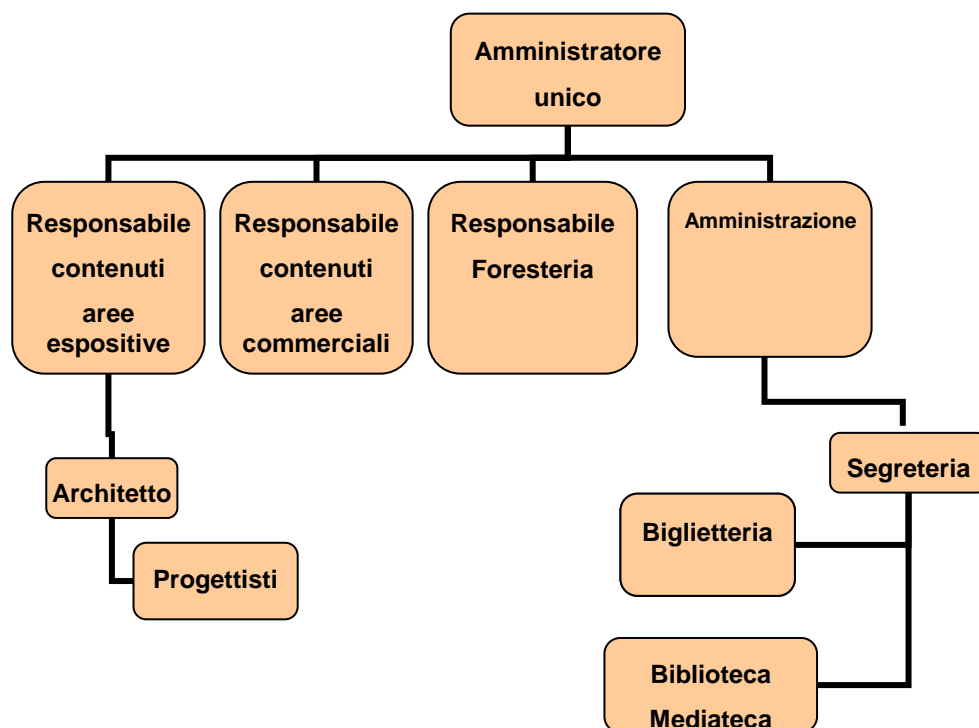 Amministratore
unico
Responsabile
contenuti
aree
espositive
Responsabile
contenuti
aree
commerciali
Responsabile
Foresteria
Amministrazione
Architetto
Progettisti
Segreteria
Biglietteria
Biblioteca
Mediateca